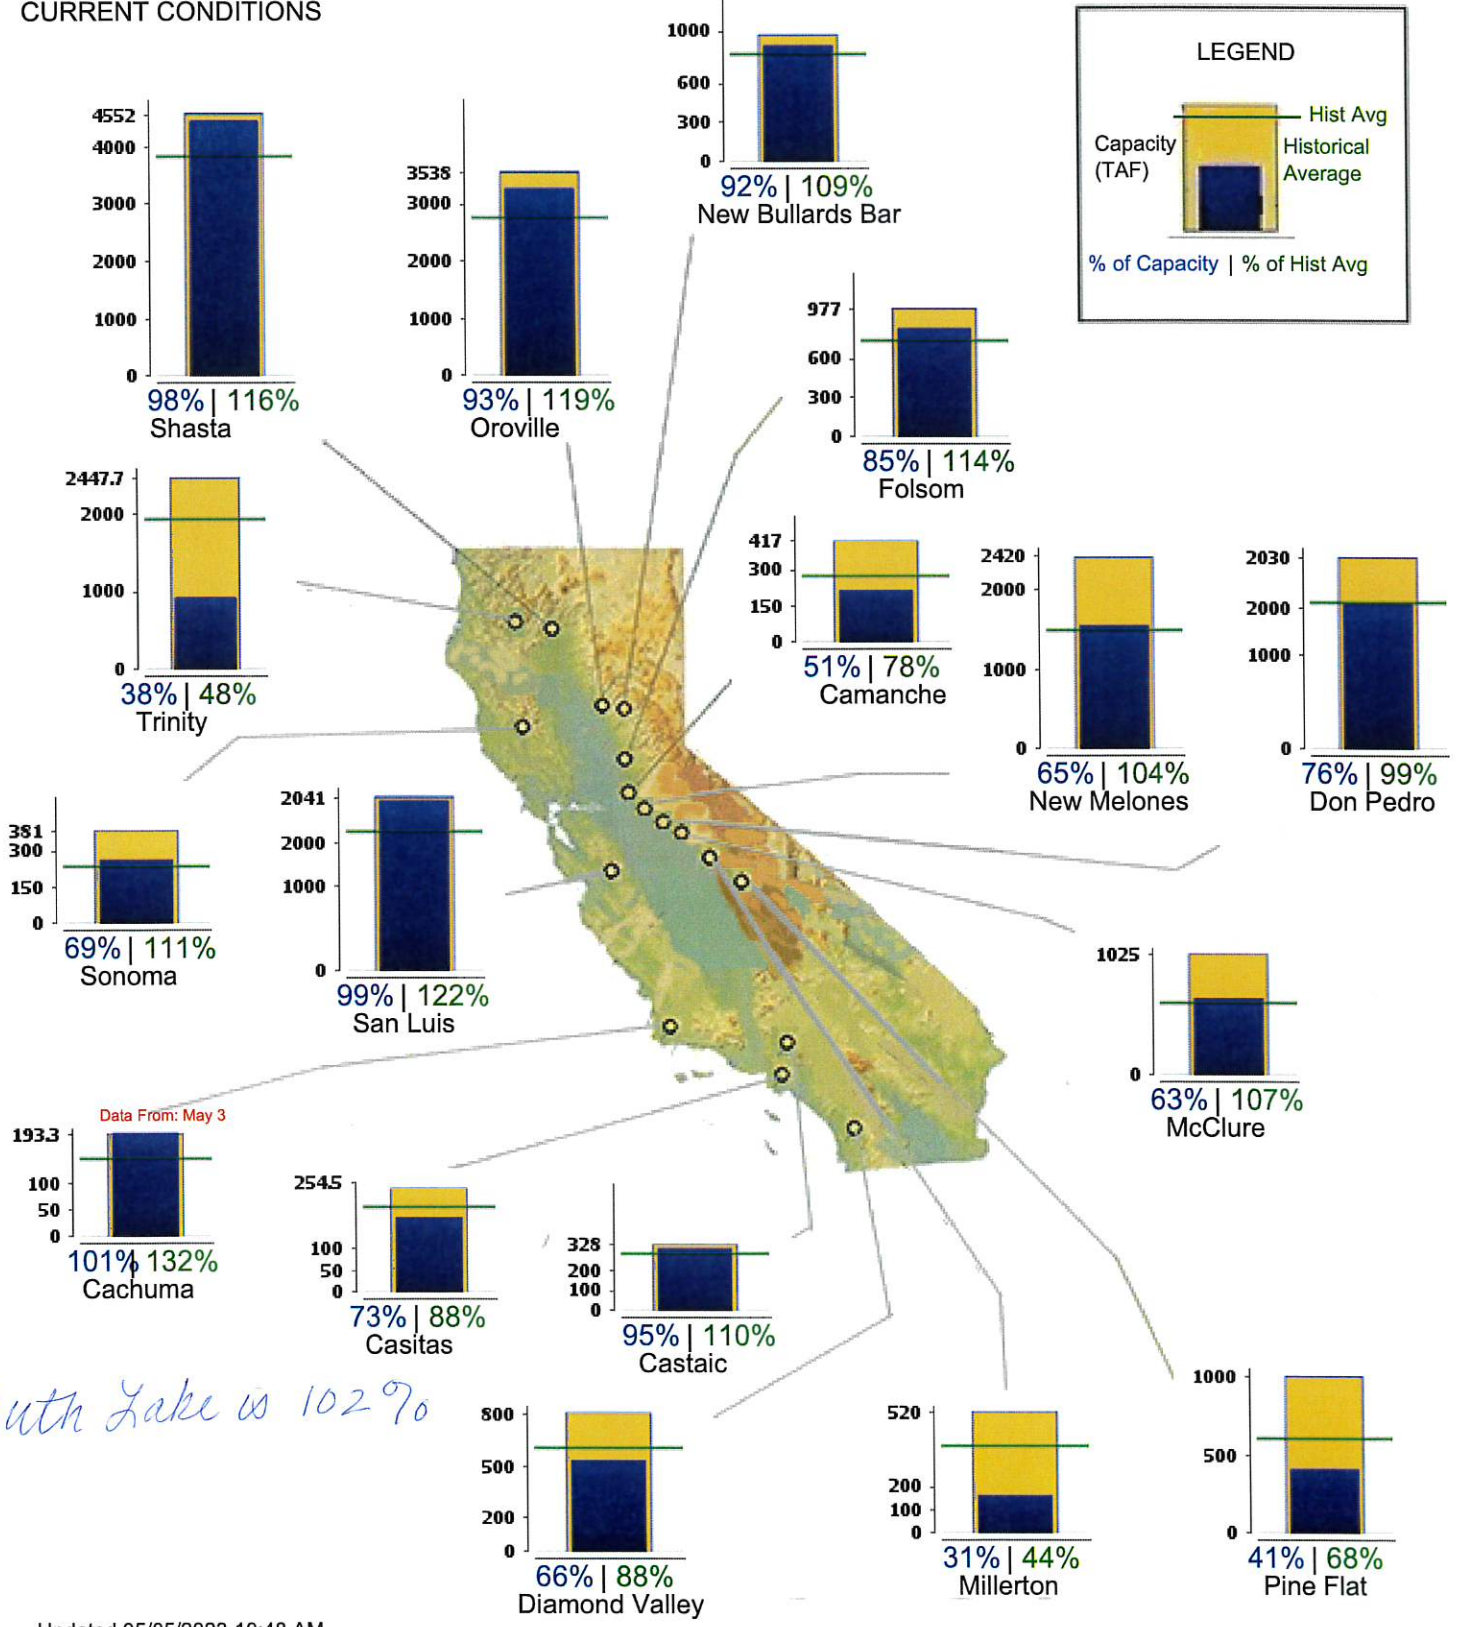 CURRENT CONDITIONS
1000
600
300
0
92% | 109%
New Bullards Bar
LEGEND
Capacity
(TAF)
Hist Avg
Historical
Average
% of Capacity | % of Hist Avg
4552
4000
3000
2000
1000
0
98% | 116%
Shasta
3538
3000
2000
1000
0
93% | 119%
Oroville
977
600
300
0
85% | 114%
Folsom
2447.7
2000
1000
0
38% | 48%
Trinity
417
300
150
0
51% | 78%
Camanche
2420
2000
1000
0
65% | 104%
New Melones
2030
2000
1000
0
76% | 99%
Don Pedro
381
300
150
0
69% | 111%
Sonoma
2041
2000
1000
0
99% | 122%
San Luis
1025
0
63% | 107%
McClure
Data From: May 3
193.3
100
50
0
101% | 132%
Cachuma
254.5
100
50
0
73% | 88%
Casitas
328
200
100
0
95% | 110%
Castaic
uth Lake is 102%
800
500
200
0
66% | 88%
Diamond Valley
520
200
100
0
31% | 44%
Millerton
1000
500
0
41% | 68%
Pine Flat